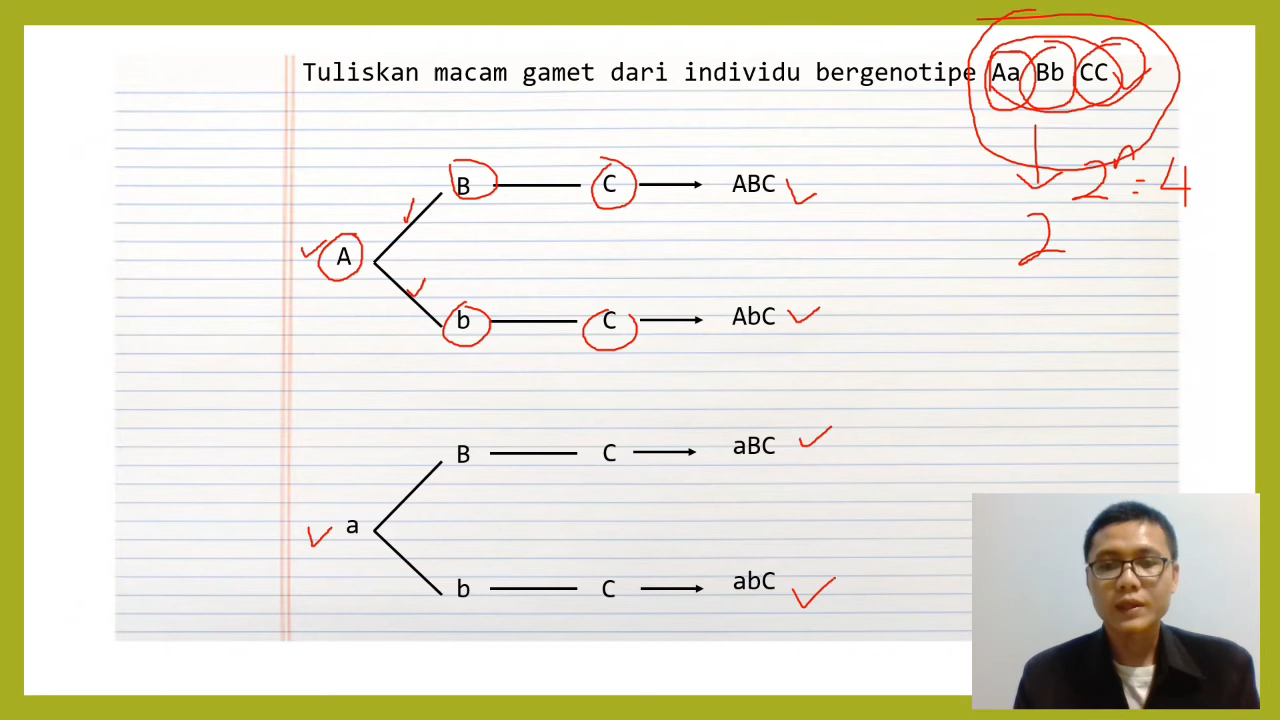 Tuliskan macam gamet dari individu bergenotipe Aa Bb CC
2ⁿ = 4
2
B C ABC
A
b C AbC
B C aBC
a
b C abC